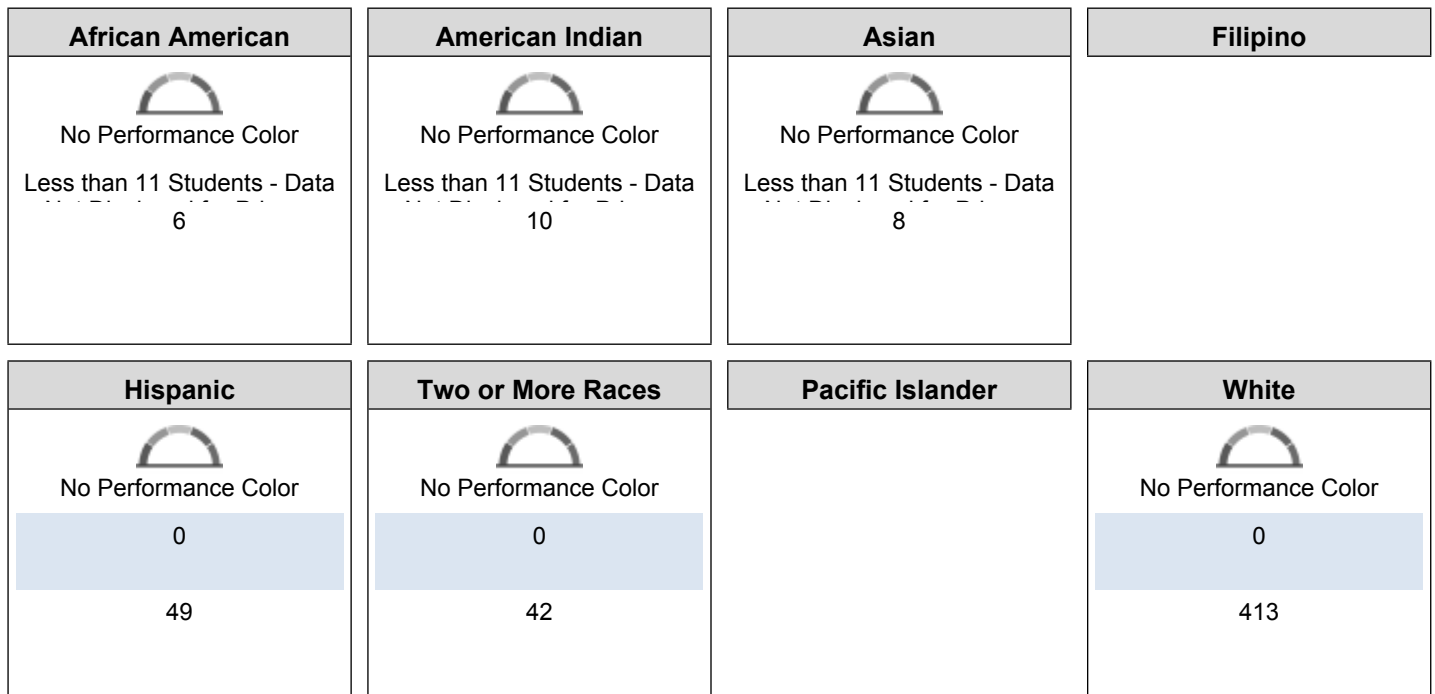 African American
American Indian
Asian
Filipino
No Performance Color
No Performance Color
No Performance Color
Less than 11 Students - Data
Less than 11 Students - Data
Less than 11 Students - Data
6
10
8
Hispanic
Two or More Races
Pacific Islander
White
No Performance Color
No Performance Color
No Performance Color
0
0
0
49
42
413